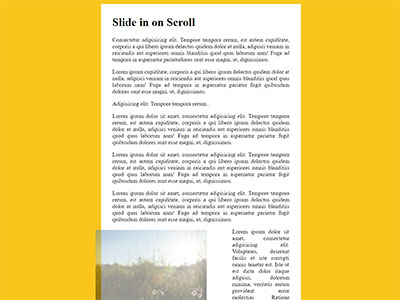 Slide in on Scroll
Consectetur adipisicing elit. Tempore tempora rerum, est autem cupiditate,
corporis a qui libero ipsum delectus quidem dolor at nulla, adipisci veniam in
reiciendis aut asperiores omnis blanditiis quod quas laborum nam! Fuga ad
tempora in aspernatur pariatur dolores sunt esse magni, ut, dignissimos.
Lorem ipsum cupiditate, corporis a qui libero ipsum delectus quidem dolor at
nulla, adipisci veniam in reiciendis aut asperiores omnis blanditiis quod quas
laborum nam! Fuga ad tempora in aspernatur pariatur fugit quibusdam
dolores sunt esse magni, ut, dignissimos.
Adipisicing elit. Tempore tempora rerum..
Lorem ipsum dolor sit amet, consectetur adipisicing elit. Tempore tempora
rerum, est autem cupiditate, corporis a qui libero ipsum delectus quidem
dolor at nulla, adipisci veniam in reiciendis aut asperiores omnis blanditiis
quod quas laborum nam! Fuga ad tempora in aspernatur pariatur fugit
quibusdam dolores sunt esse magni, ut, dignissimos.
Lorem ipsum dolor sit amet, consectetur adipisicing elit. Tempore tempora
rerum, est autem cupiditate, corporis a qui libero ipsum delectus quidem
dolor at nulla, adipisci veniam in reiciendis aut asperiores omnis blanditiis
quod quas laborum nam! Fuga ad tempora in aspernatur pariatur fugit
quibusdam dolores sunt esse magni, ut, dignissimos.
Lorem ipsum dolor sit amet, consectetur adipisicing elit. Tempore tempora
rerum, est autem cupiditate, corporis a qui libero ipsum delectus quidem
dolor at nulla, adipisci veniam in reiciendis aut asperiores omnis blanditiis
quod quas laborum nam! Fuga ad tempora in aspernatur pariatur fugit
quibusdam dolores sunt esse magni, ut, dignissimos.
Lorem ipsum dolor
sit amet,
consectetur
adipisicing elit.
Voluptates, deserunt
facilis et iste corrupti
omnis tenetur est. Iste ut
est dicta dolor itaque
adipisci, dolorum
minima, veritatis earum
provident error
molestias. Ratione